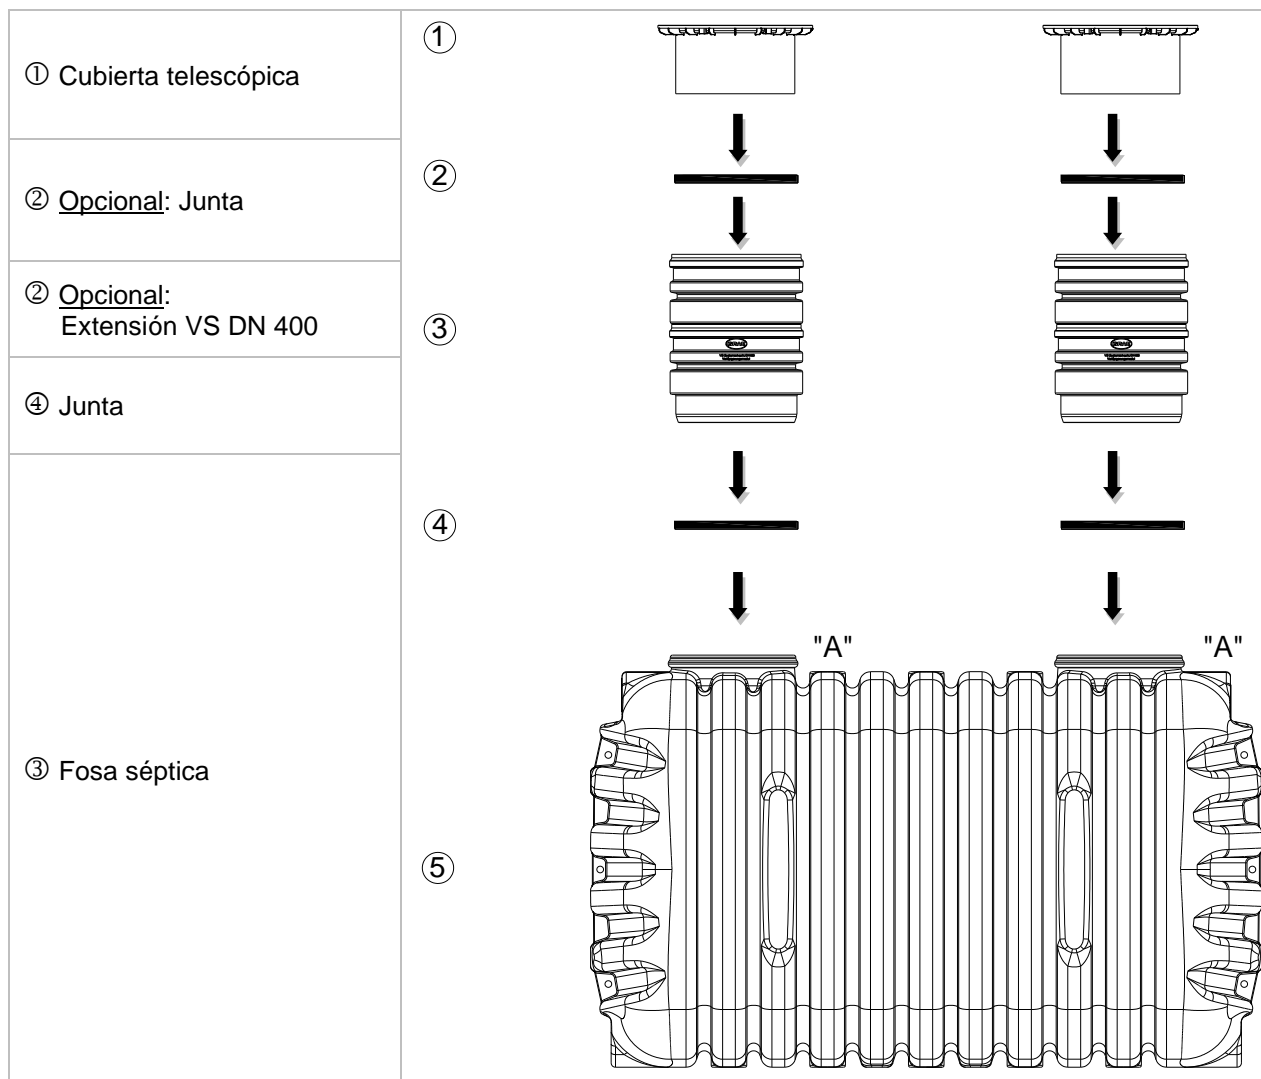 ① Cubierta telescópica
② Opcional: Junta
② Opcional:
Extensión VS DN 400
④ Junta
③ Fosa séptica
①
②
③
④
"A" "A"
⑤